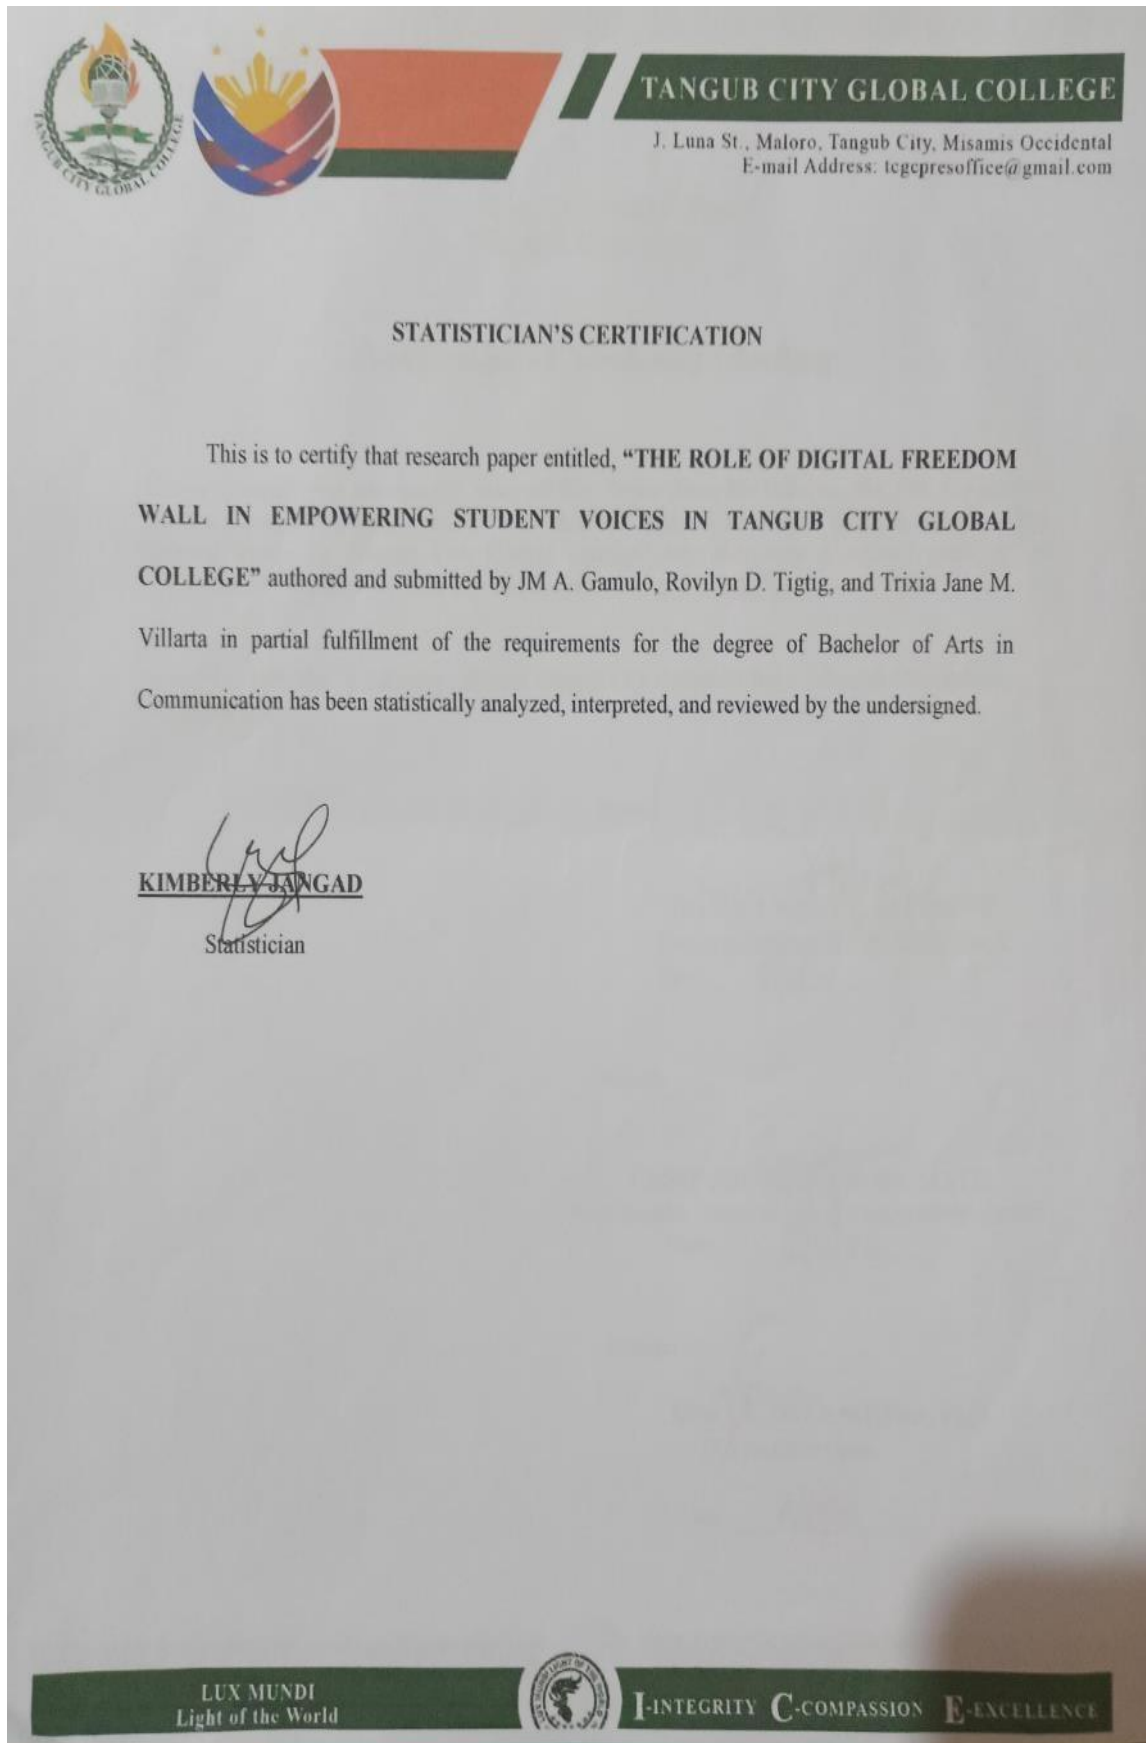 TANGUB CITY GLOBAL COLLEGE
TANGUB CITY GLOBAL COLLEGE
J. Luna St., Maloro, Tangub City, Misamis Occidental
E-mail Address: tcgcpresoffice@gmail.com
STATISTICIAN’S CERTIFICATION
This is to certify that research paper entitled, “THE ROLE OF DIGITAL FREEDOM
WALL IN EMPOWERING STUDENT VOICES IN TANGUB CITY GLOBAL
COLLEGE” authored and submitted by JM A. Gamulo, Rovilyn D. Tigtig, and Trixia Jane M.
Villarta in partial fulfillment of the requirements for the degree of Bachelor of Arts in
Communication has been statistically analyzed, interpreted, and reviewed by the undersigned.
KIMBERLY JANGAD
Statistician
LUX MUNDI
Light of the World
I-INTEGRITY C-COMPASSION E-EXCELLENCE